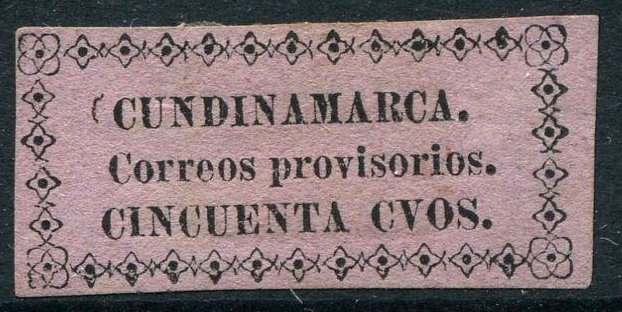 CUNDINAMARCA.
Correos provisorios.
CINCUENTA CVOS.